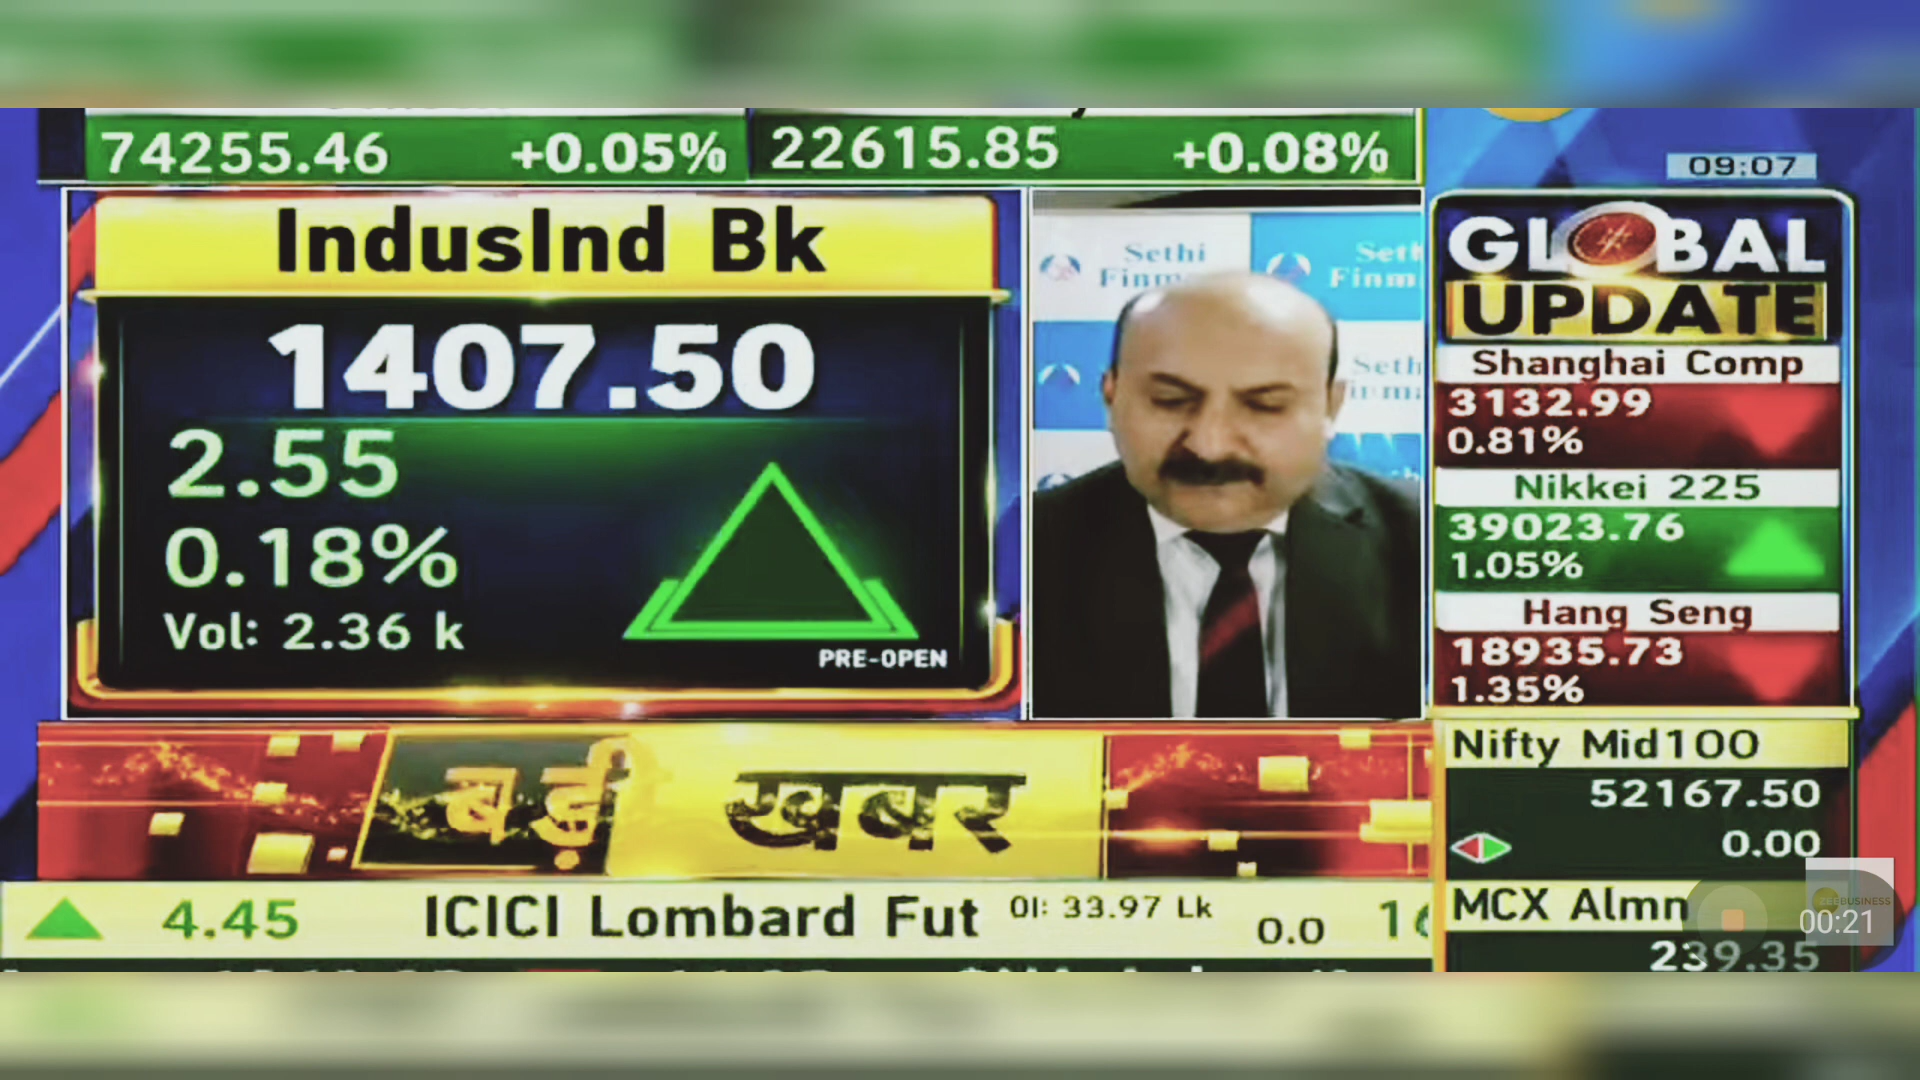 74255.46 +0.05% 22615.85 +0.08%
09:07
IndusInd Bk
1407.50
2.55
0.18%
Vol: 2.36 k
PRE-OPEN
Sethi
Sethi
GLOBAL
UPDATE
Shanghai Comp
3132.99
0.81%
Nikkei 225
39023.76
1.05%
Hang Seng
18935.73
1.35%
बड़ी खबर
Nifty Mid100
52167.50
0.00
4.45 ICICI Lombard Fut OI: 33.97 Lk 0.0
MCX Almn
239.35
ZEEBUSINESS
00:21